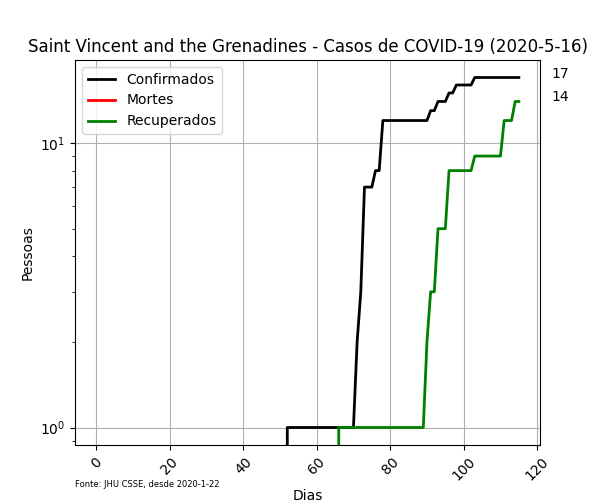 Saint Vincent and the Grenadines - Casos de COVID-19 (2020-5-16)
Confirmados
Mortes
Recuperados
17
14
10¹
10⁰
Pessoas
0 20 40 60 80 100 120
Fonte: JHU CSSE, desde 2020-1-22
Dias